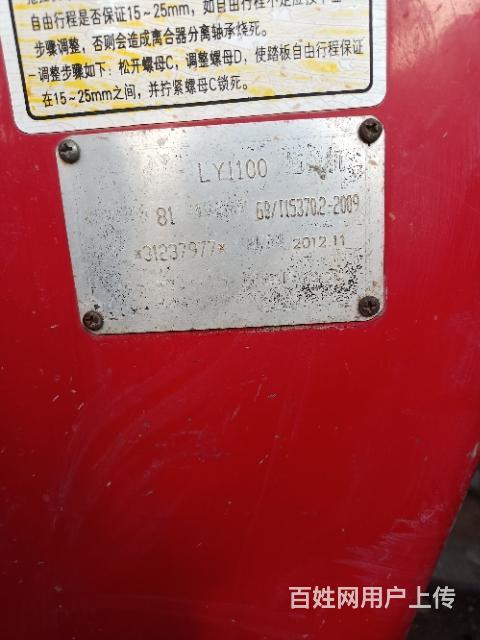 自由行程是否保证15~25mm，如自由行程不足应按下
步骤调整，否则会造成离合器分离轴承烧死。
一调整步骤如下：松开螺母C，调整螺母D，使踏板自由行程保证
在15~25mm之间，并拧紧螺母C锁死。
LY1100
81 GB/T15370.2-2009
*31237977* 2012.11
百姓网用户上传